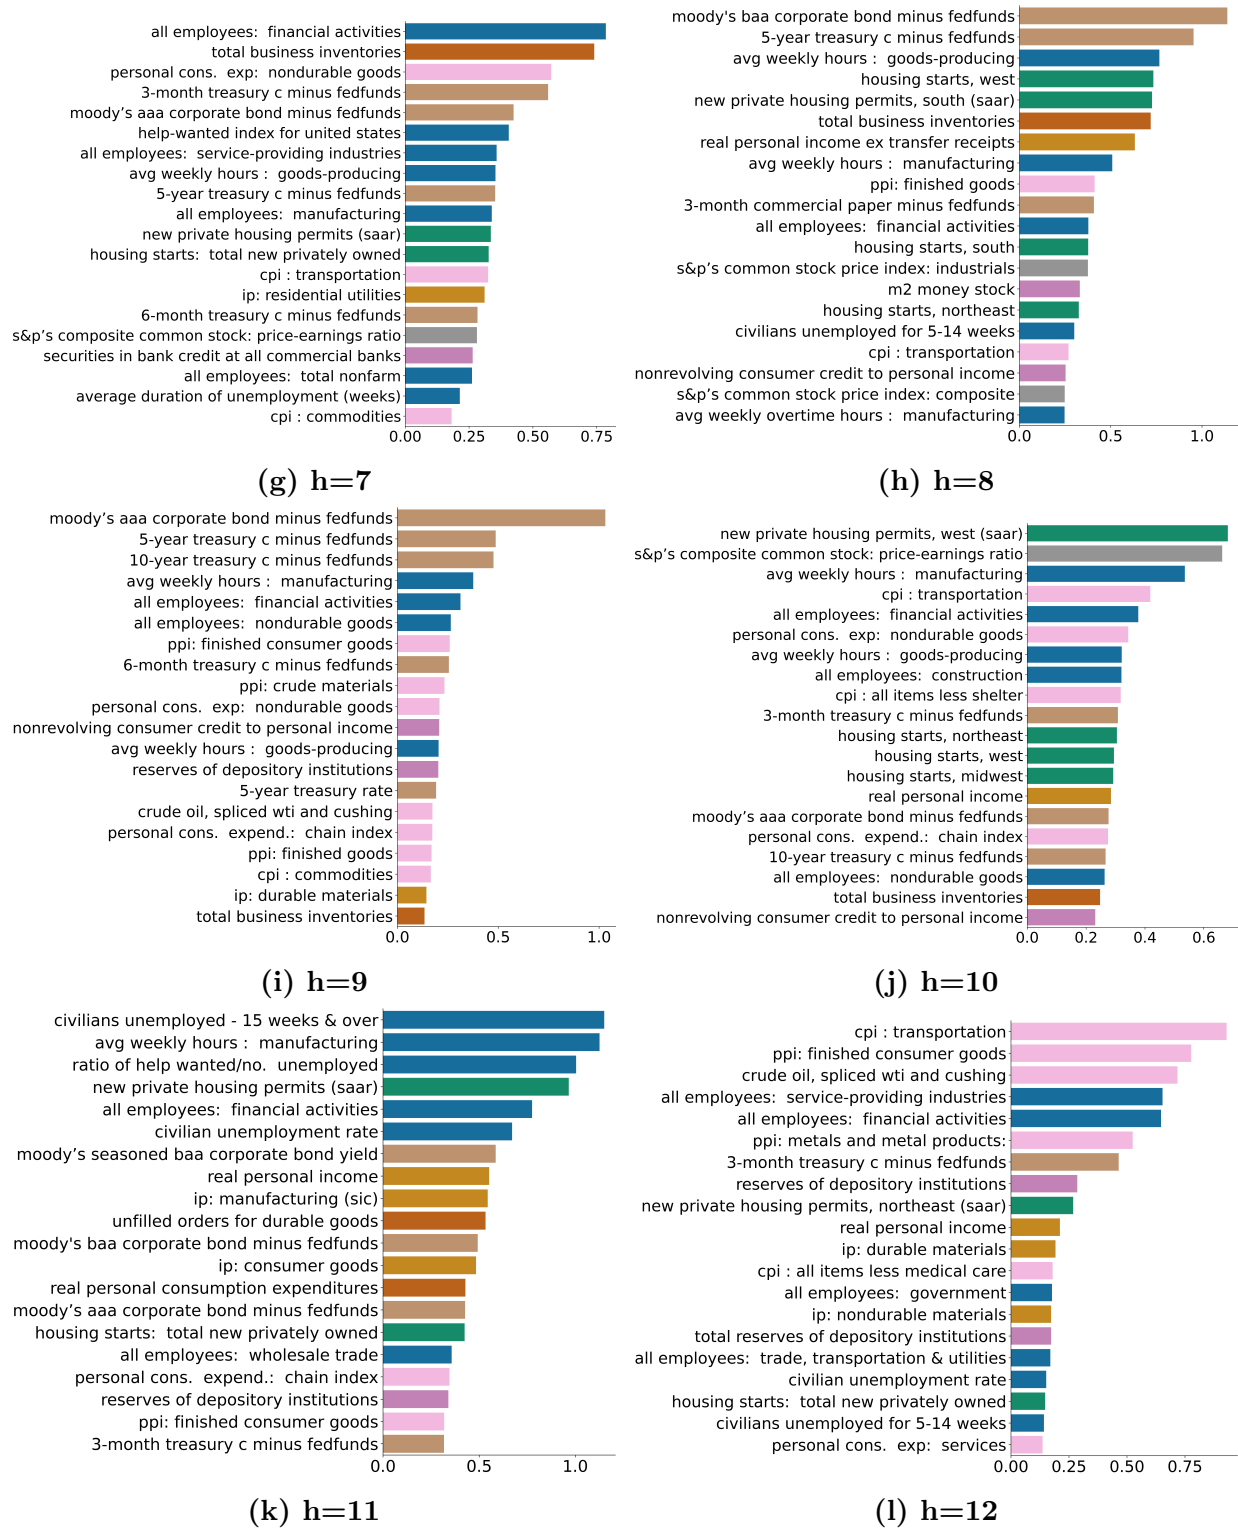 all employees:  financial activities
total business inventories
personal cons.  exp:  nondurable goods
3-month treasury c minus fedfunds
moody’s aaa corporate bond minus fedfunds
help-wanted index for united states
all employees:  service-providing industries
avg weekly hours :  goods-producing
5-year treasury c minus fedfunds
all employees:  manufacturing
new private housing permits (saar)
housing starts:  total new privately owned
cpi : transportation
ip: residential utilities
6-month treasury c minus fedfunds
s&p’s composite common stock: price-earnings ratio
securities in bank credit at all commercial banks
all employees:  total nonfarm
average duration of unemployment (weeks)
cpi : commodities
0.00 0.25 0.50 0.75
(g) h=7
moody's baa corporate bond minus fedfunds
5-year treasury c minus fedfunds
avg weekly hours :  goods-producing
housing starts, west
new private housing permits, south (saar)
total business inventories
real personal income ex transfer receipts
avg weekly hours :  manufacturing
ppi: finished goods
3-month commercial paper minus fedfunds
all employees:  financial activities
housing starts, south
s&p’s common stock price index: industrials
m2 money stock
housing starts, northeast
civilians unemployed for 5-14 weeks
cpi : transportation
nonrevolving consumer credit to personal income
s&p’s common stock price index: composite
avg weekly overtime hours :  manufacturing
0.0 0.5 1.0
(h) h=8
moody’s aaa corporate bond minus fedfunds
5-year treasury c minus fedfunds
10-year treasury c minus fedfunds
avg weekly hours :  manufacturing
all employees:  financial activities
all employees:  nondurable goods
ppi: finished consumer goods
6-month treasury c minus fedfunds
ppi: crude materials
personal cons.  exp:  nondurable goods
nonrevolving consumer credit to personal income
avg weekly hours :  goods-producing
reserves of depository institutions
5-year treasury rate
crude oil, spliced wti and cushing
personal cons.  expend.:  chain index
ppi: finished goods
cpi : commodities
ip: durable materials
total business inventories
0.0 0.5 1.0
(i) h=9
new private housing permits, west (saar)
s&p’s composite common stock: price-earnings ratio
avg weekly hours :  manufacturing
cpi : transportation
all employees:  financial activities
personal cons.  exp:  nondurable goods
avg weekly hours :  goods-producing
all employees:  construction
cpi : all items less shelter
3-month treasury c minus fedfunds
housing starts, northeast
housing starts, west
housing starts, midwest
real personal income
moody’s aaa corporate bond minus fedfunds
personal cons.  expend.:  chain index
10-year treasury c minus fedfunds
all employees:  nondurable goods
total business inventories
nonrevolving consumer credit to personal income
0.0 0.2 0.4 0.6
(j) h=10
civilians unemployed - 15 weeks & over
avg weekly hours :  manufacturing
ratio of help wanted/no.  unemployed
new private housing permits (saar)
all employees:  financial activities
civilian unemployment rate
moody’s seasoned baa corporate bond yield
real personal income
ip: manufacturing (sic)
unfilled orders for durable goods
moody's baa corporate bond minus fedfunds
ip: consumer goods
real personal consumption expenditures
moody’s aaa corporate bond minus fedfunds
housing starts:  total new privately owned
all employees:  wholesale trade
personal cons.  expend.:  chain index
reserves of depository institutions
ppi: finished consumer goods
3-month treasury c minus fedfunds
0.0 0.5 1.0
(k) h=11
cpi : transportation
ppi: finished consumer goods
crude oil, spliced wti and cushing
all employees:  service-providing industries
all employees:  financial activities
ppi: metals and metal products:
3-month treasury c minus fedfunds
reserves of depository institutions
new private housing permits, northeast (saar)
real personal income
ip: durable materials
cpi : all items less medical care
all employees:  government
ip: nondurable materials
total reserves of depository institutions
all employees:  trade, transportation & utilities
civilian unemployment rate
housing starts:  total new privately owned
civilians unemployed for 5-14 weeks
personal cons.  exp:  services
0.00 0.25 0.50 0.75
(l) h=12